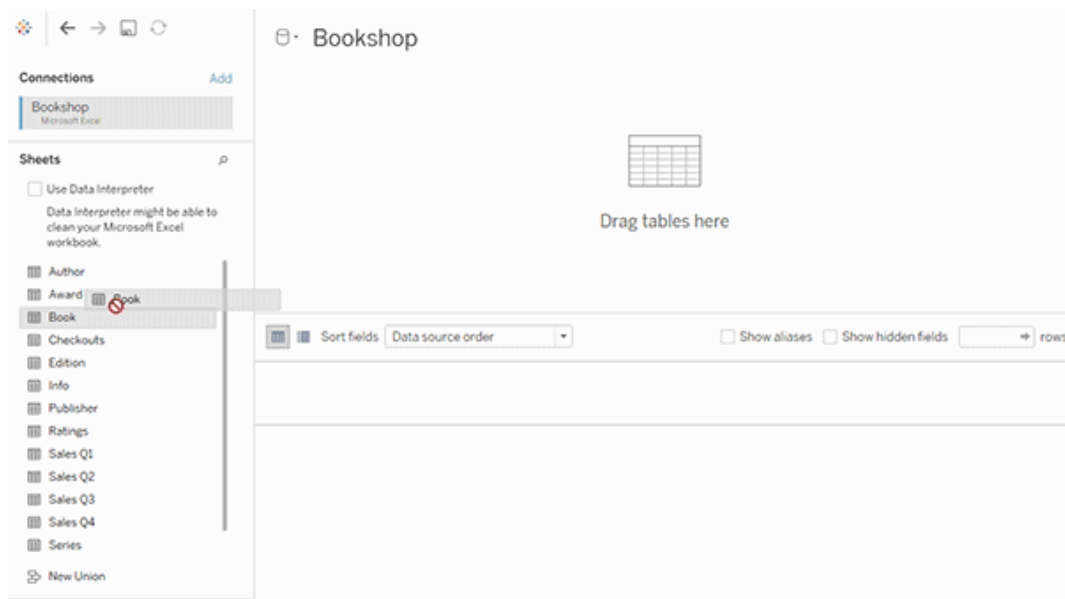 Bookshop
Connections
Add
Bookshop
Microsoft Excel
Sheets
Use Data Interpreter
Data Interpreter might be able to
clean your Microsoft Excel
workbook.
Author
Award
Book
Book
Checkouts
Edition
Info
Publisher
Ratings
Sales Q1
Sales Q2
Sales Q3
Sales Q4
Series
New Union
Drag tables here
Sort fields
Data source order
Show aliases
Show hidden fields
rows